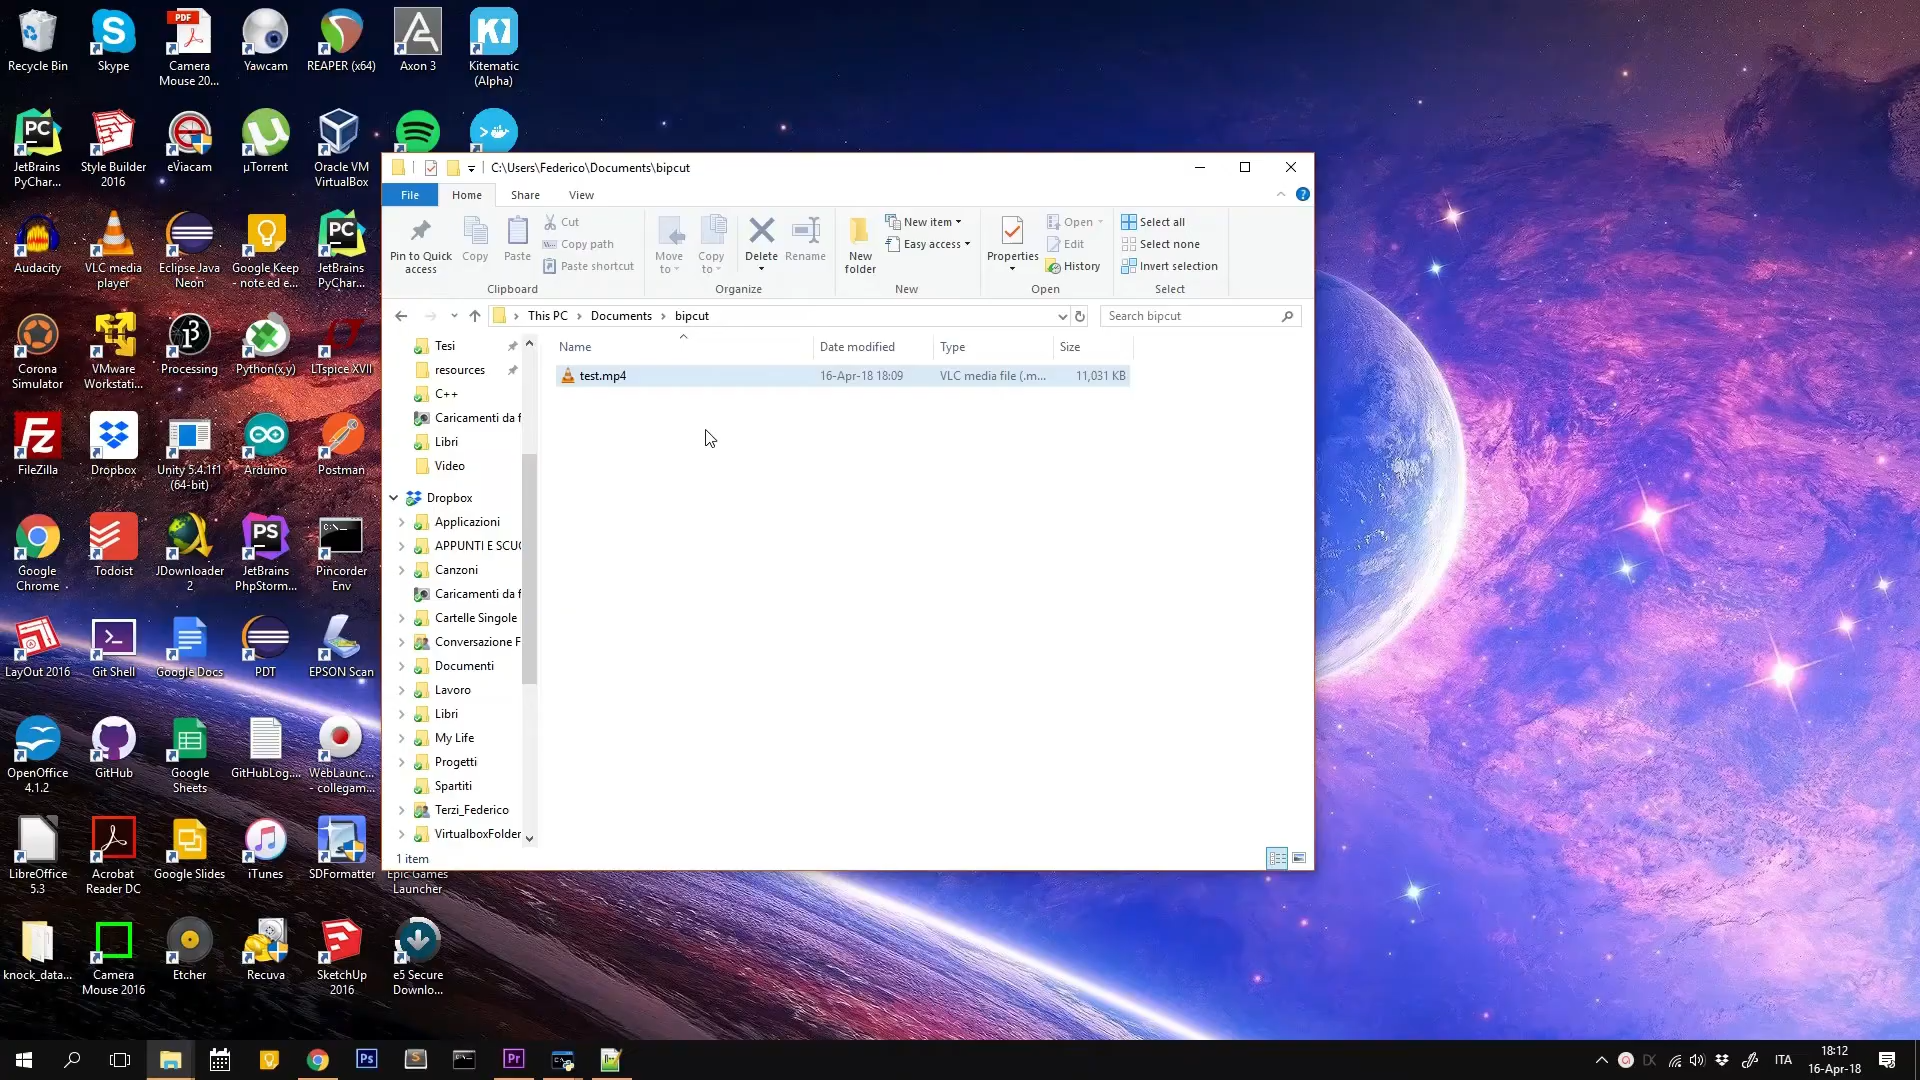 Recycle Bin
Skype
Camera
Mouse 20...
Yawcam
REAPER (x64)
Axon 3
Kitematic
(Alpha)
JetBrains
PyChar...
Style Builder
2016
eViacam
µTorrent
Oracle VM
VirtualBox
Audacity
VLC media
player
Eclipse Java
Neon
Google Keep
- note ed e...
JetBrains
PyChar...
Corona
Simulator
VMware
Workstati...
Processing
Python(x,y)
LTspice XVII
FileZilla
Dropbox
Unity 5.4.1f1
(64-bit)
Arduino
Postman
Google
Chrome
Todoist
JDownloader
2
JetBrains
PhpStorm...
Pincorder
Env
LayOut 2016
Git Shell
Google Docs
PDT
EPSON Scan
OpenOffice
4.1.2
GitHub
Google
Sheets
GitHubLog....
WebLaunc...
- collegam...
LibreOffice
5.3
Acrobat
Reader DC
Google Slides
iTunes
SDFormatter
Epic Games
Launcher
knock_data...
Camera
Mouse 2016
Etcher
Recuva
SketchUp
2016
e5 Secure
Downlo...
C:\Users\Federico\Documents\bipcut
File Home Share View
Pin to Quick
access
Copy
Paste
Cut
Copy path
Paste shortcut
Clipboard
Move
to
Copy
to
Delete
Rename
Organize
New
folder
New item
Easy access
New
Properties
Open
Edit
History
Open
Select all
Select none
Invert selection
Select
This PC > Documents > bipcut
Search bipcut
Name Date modified Type Size
test.mp4 16-Apr-18 18:09 VLC media file (.m... 11,031 KB
Tesi
resources
C++
Caricamenti da f
Libri
Video
Dropbox
Applicazioni
APPUNTI E SCUO
Canzoni
Caricamenti da f
Cartelle Singole
Conversazione F
Documenti
Lavoro
Libri
My Life
Progetti
Spartiti
Terzi_Federico
VirtualboxFolder
1 item
ITA
18:12
16-Apr-18